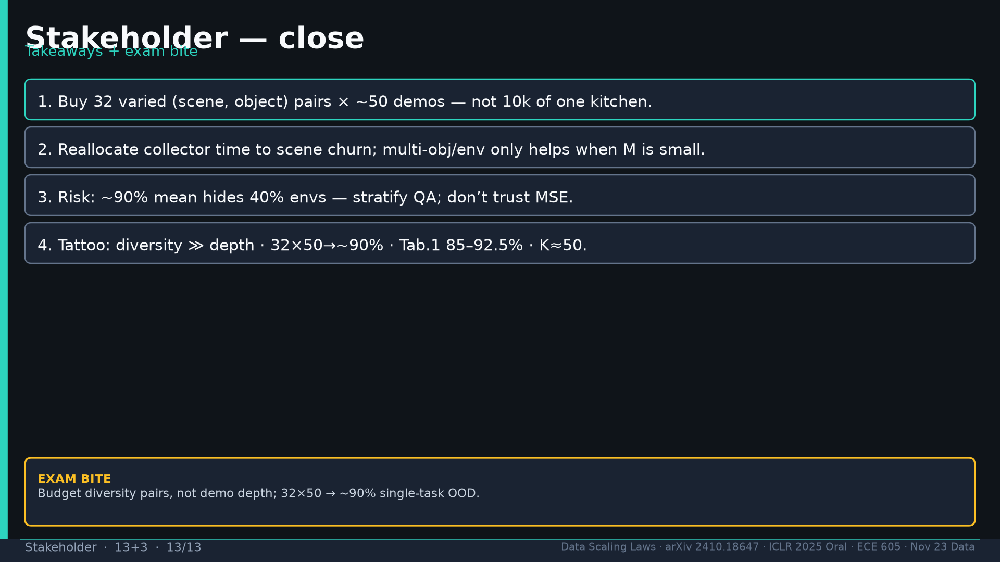 Stakeholder — close
Takeaways + exam bite
1. Buy 32 varied (scene, object) pairs × ~50 demos — not 10k of one kitchen.
2. Reallocate collector time to scene churn; multi-obj/env only helps when M is small.
3. Risk: ~90% mean hides 40% envs — stratify QA; don’t trust MSE.
4. Tattoo: diversity ≫ depth · 32×50→~90% · Tab.1 85–92.5% · K≈50.
EXAM BITE
Budget diversity pairs, not demo depth; 32×50 → ~90% single-task OOD.
Stakeholder · 13+3 · 13/13
Data Scaling Laws · arXiv 2410.18647 · ICLR 2025 Oral · ECE 605 · Nov 23 Data